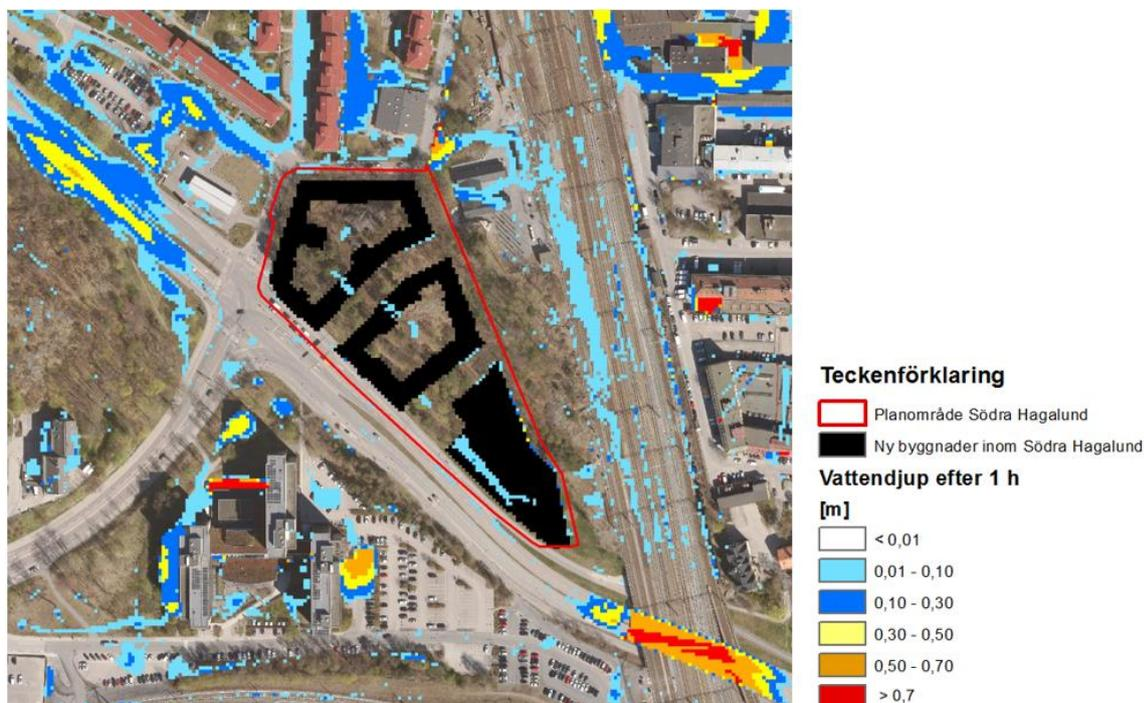 Teckenförklaring
Planområde Södra Hagalund
Ny byggnader inom Södra Hagalund
Vattendjup efter 1 h
[m]
< 0,01
0,01 - 0,10
0,10 - 0,30
0,30 - 0,50
0,50 - 0,70
> 0,7